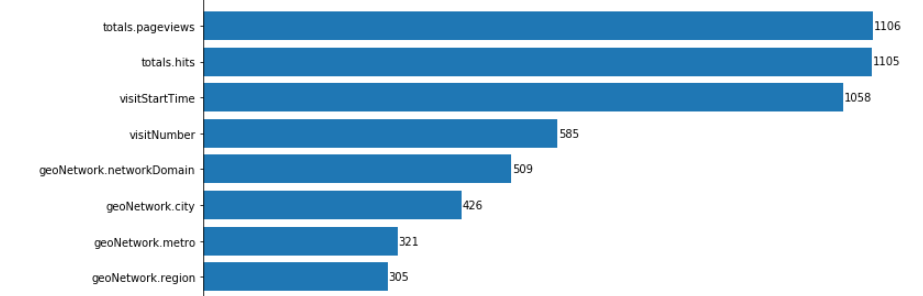 totals.pageviews 1106
totals.hits 1105
visitStartTime 1058
visitNumber 585
geoNetwork.networkDomain 509
geoNetwork.city 426
geoNetwork.metro 321
geoNetwork.region 305